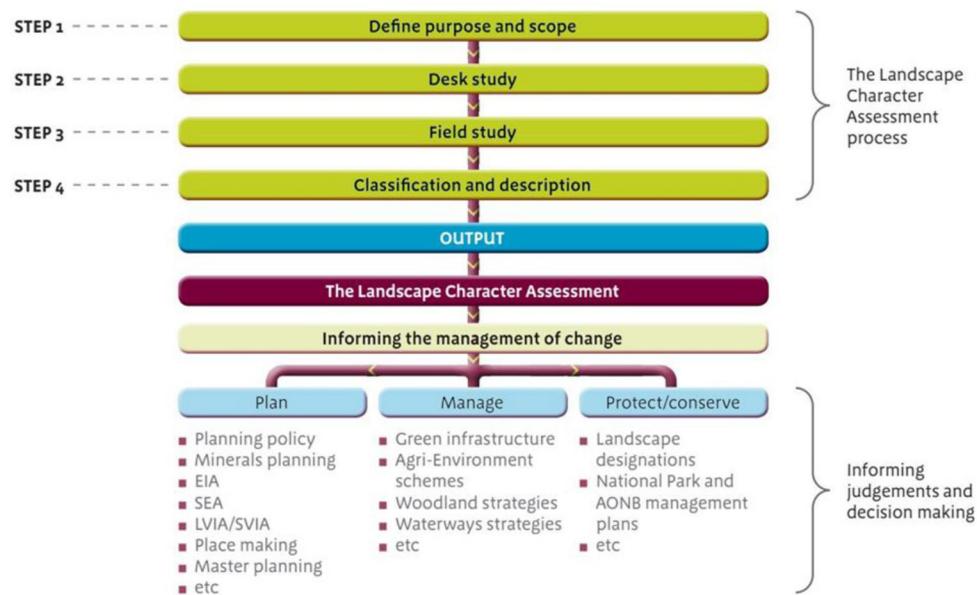 STEP 1
Define purpose and scope
STEP 2
Desk study
STEP 3
Field study
STEP 4
Classification and description
The Landscape
Character
Assessment
process
OUTPUT
The Landscape Character Assessment
Informing the management of change
Plan
Planning policy
Minerals planning
EIA
SEA
LVIA/SVIA
Place making
Master planning
etc
Manage
Green infrastructure
Agri-Environment
schemes
Woodland strategies
Waterways strategies
etc
Protect/conserve
Landscape
designations
National Park and
AONB management
plans
etc
Informing
judgements and
decision making